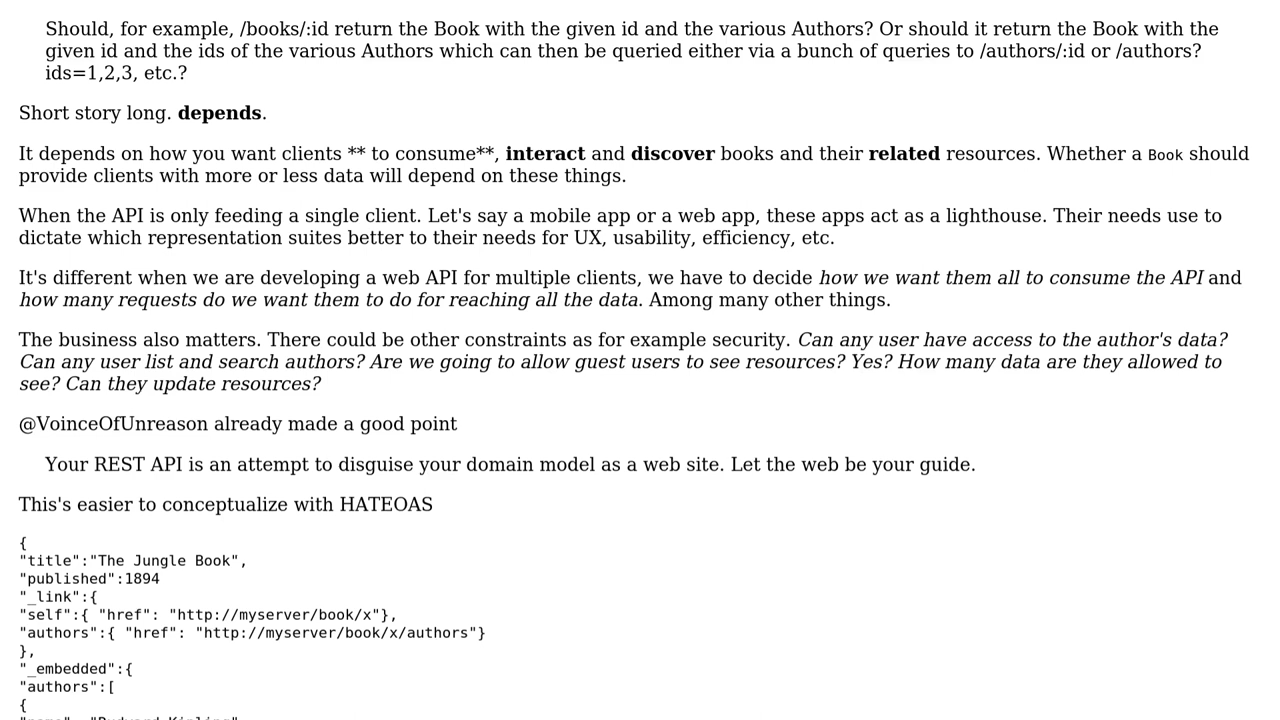 Should, for example, /books/:id return the Book with the given id and the various Authors? Or should it return the Book with the
given id and the ids of the various Authors which can then be queried either via a bunch of queries to /authors/:id or /authors?
ids=1,2,3, etc.?
Short story long. depends.
It depends on how you want clients ** to consume**, interact and discover books and their related resources. Whether a Book should
provide clients with more or less data will depend on these things.
When the API is only feeding a single client. Let's say a mobile app or a web app, these apps act as a lighthouse. Their needs use to
dictate which representation suites better to their needs for UX, usability, efficiency, etc.
It's different when we are developing a web API for multiple clients, we have to decide how we want them all to consume the API and
how many requests do we want them to do for reaching all the data. Among many other things.
The business also matters. There could be other constraints as for example security. Can any user have access to the author's data?
Can any user list and search authors? Are we going to allow guest users to see resources? Yes? How many data are they allowed to
see? Can they update resources?
@VoinceOfUnreason already made a good point
Your REST API is an attempt to disguise your domain model as a web site. Let the web be your guide.
This's easier to conceptualize with HATEOAS
{
"title":"The Jungle Book",
"published":1894
"_link":{
"self":{ "href": "http://myserver/book/x"},
"authors":{ "href": "http://myserver/book/x/authors"}
},
"_embedded":{
"authors":[
{